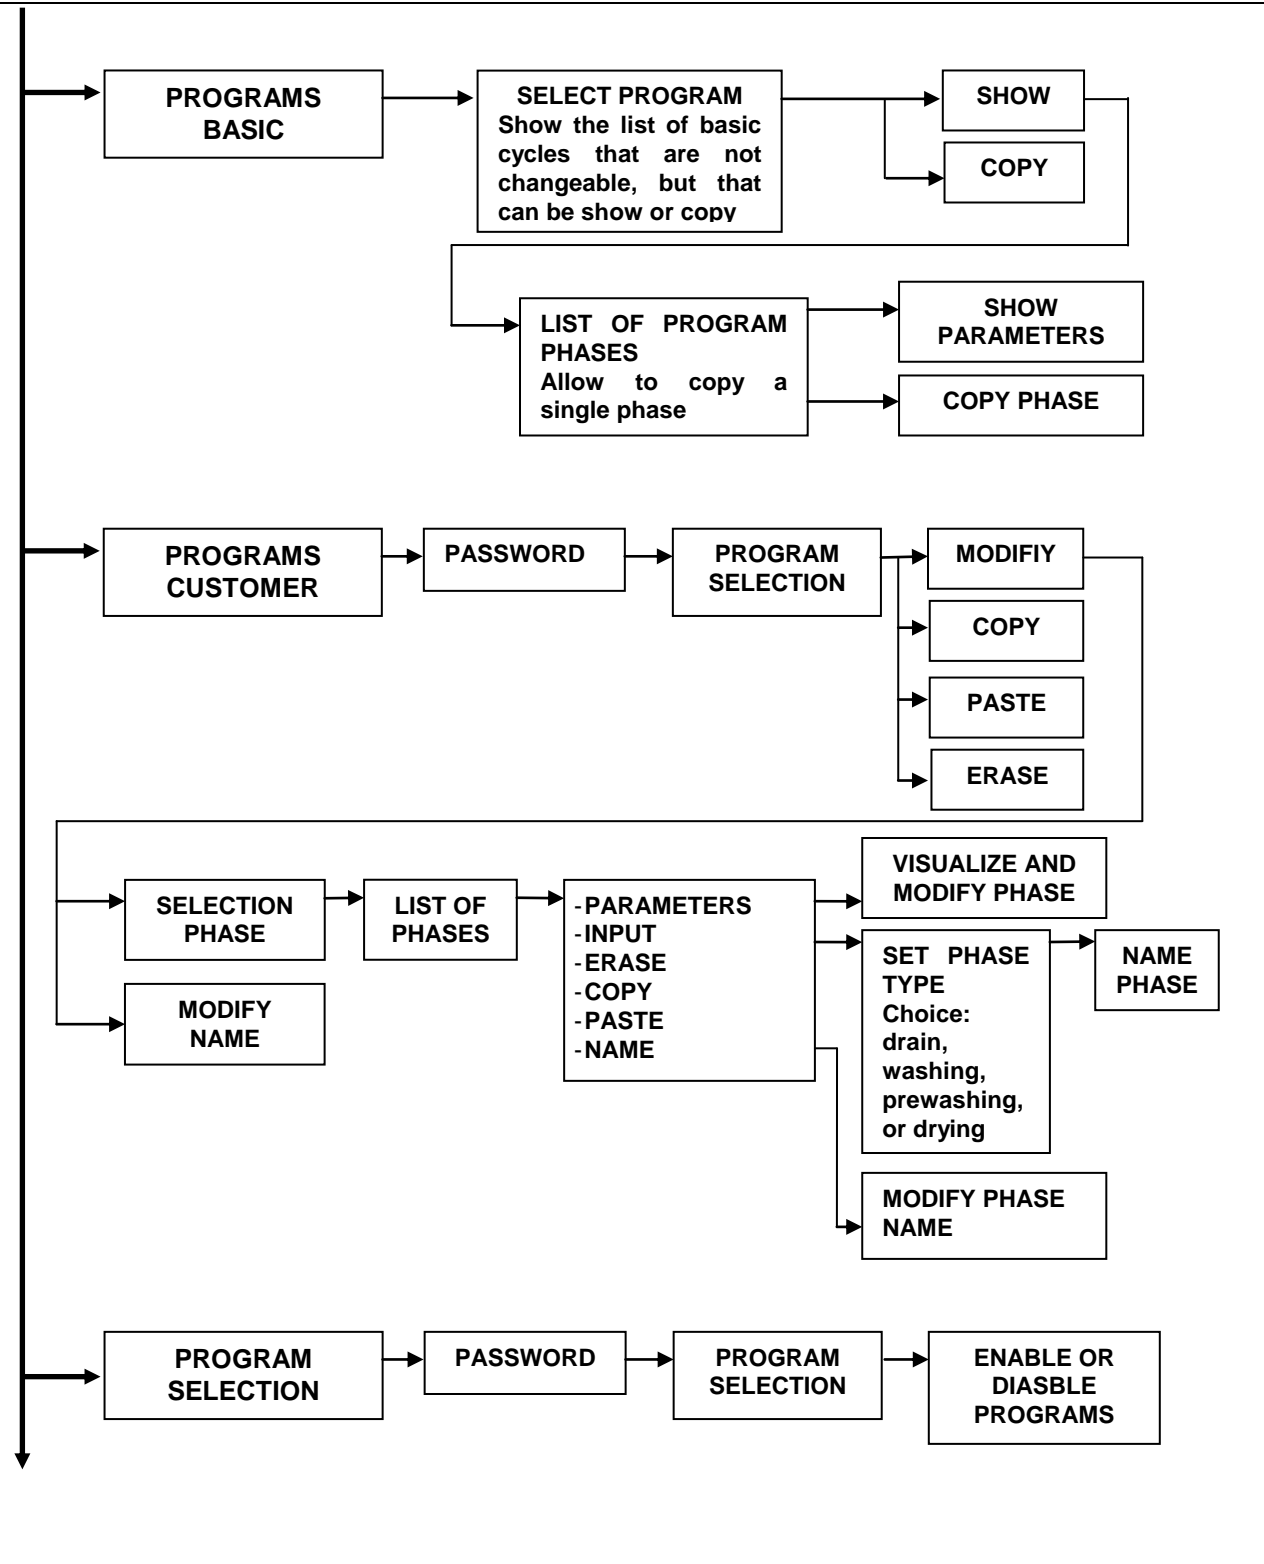 PROGRAMS
BASIC
SELECT PROGRAM
Show the list of basic
cycles that are not
changeable, but that
can be show or copy
SHOW
COPY
LIST OF PROGRAM
PHASES
Allow to copy a
single phase
SHOW
PARAMETERS
COPY PHASE
PROGRAMS
CUSTOMER
PASSWORD
PROGRAM
SELECTION
MODIFIY
COPY
PASTE
ERASE
SELECTION
PHASE
MODIFY
NAME
LIST OF
PHASES
-PARAMETERS
-INPUT
-ERASE
-COPY
-PASTE
-NAME
VISUALIZE AND
MODIFY PHASE
SET PHASE
TYPE
Choice:
drain,
washing,
prewashing,
or drying
NAME
PHASE
MODIFY PHASE
NAME
PROGRAM
SELECTION
PASSWORD
PROGRAM
SELECTION
ENABLE OR
DIASBLE
PROGRAMS